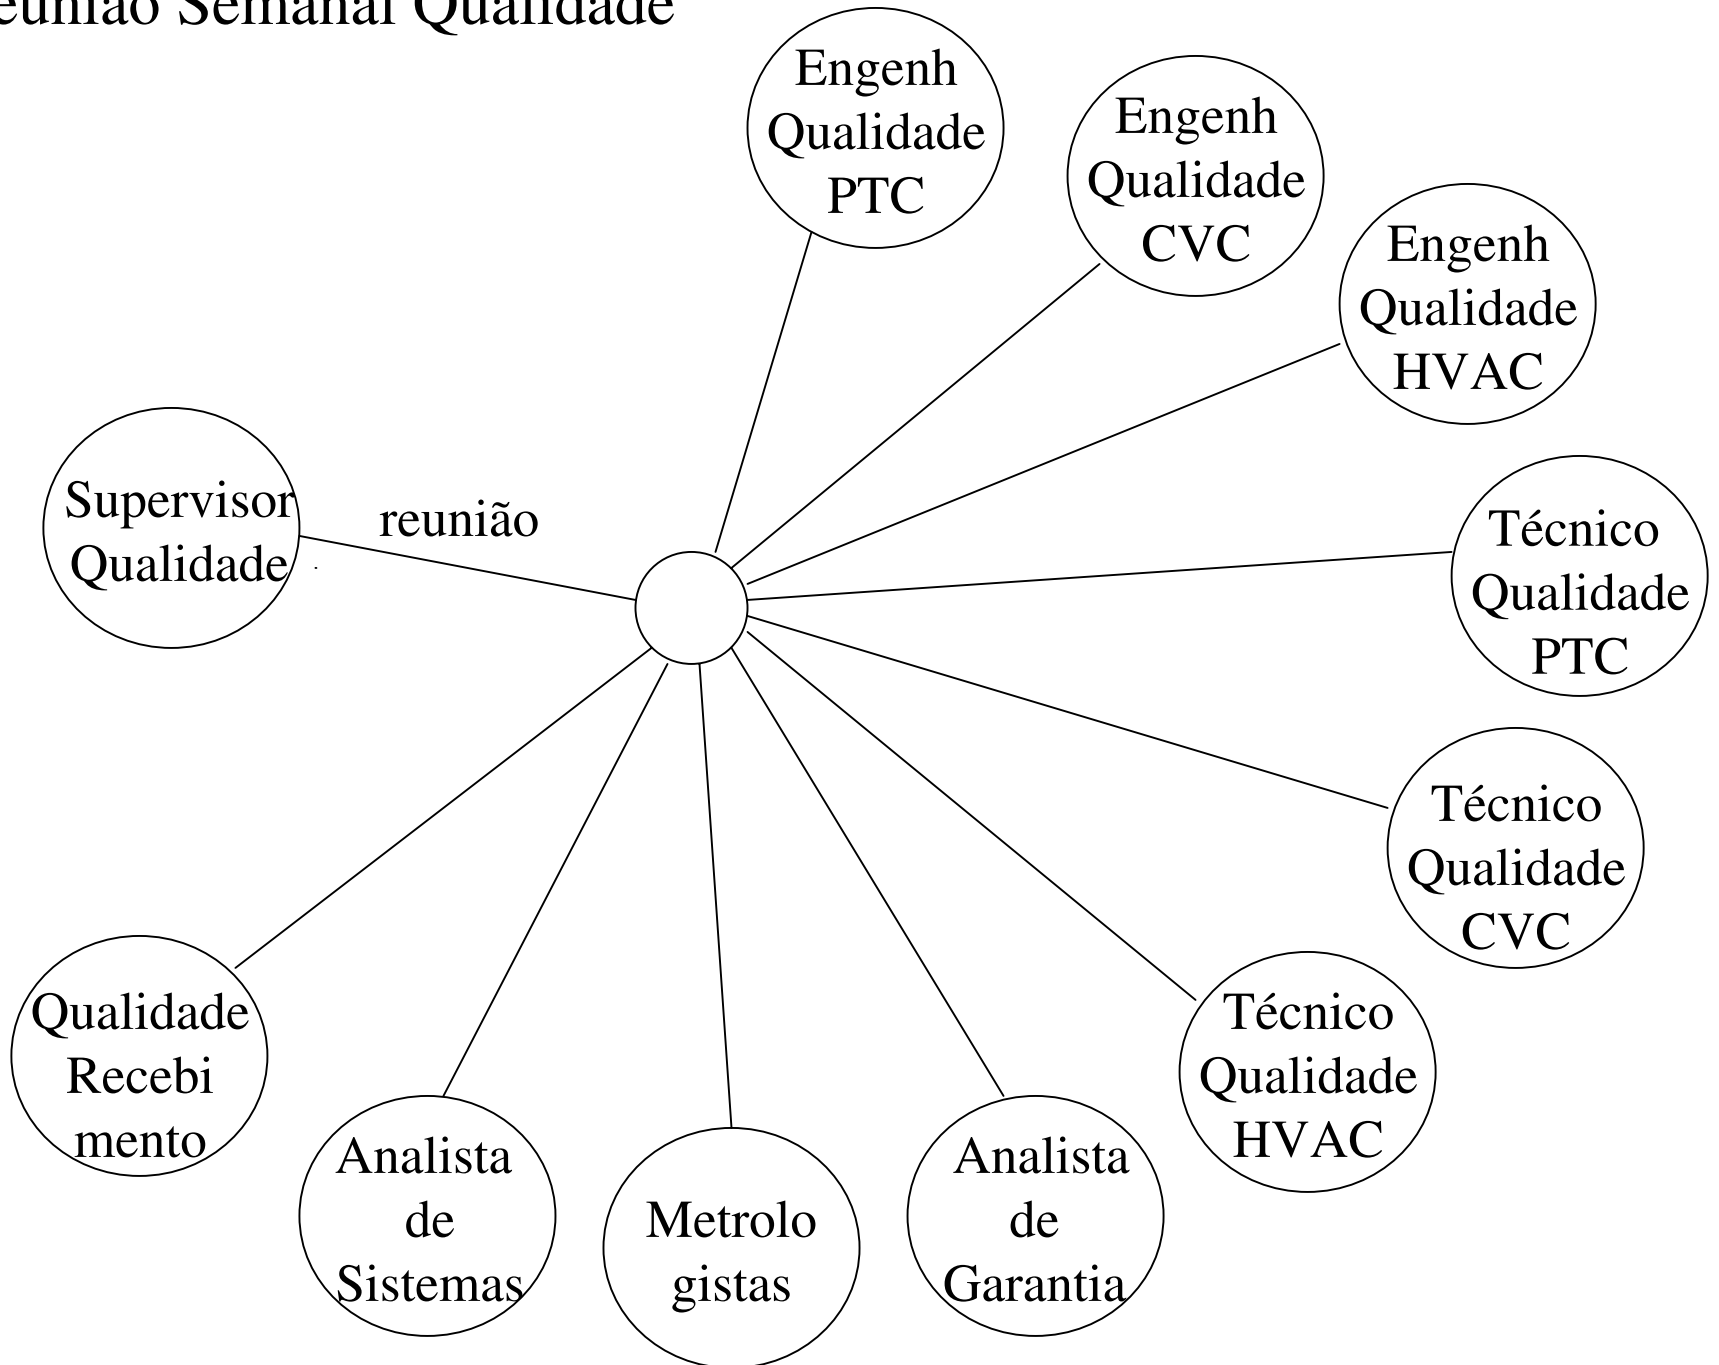 Semanal Qualidade
Engenh
Qualidade
PTC
Engenh
Qualidade
CVC
Engenh
Qualidade
HVAC
Supervisor
Qualidade
reunião
Técnico
Qualidade
PTC
Técnico
Qualidade
CVC
Técnico
Qualidade
HVAC
Qualidade
Recebi
mento
Analista
de
Sistemas
Metrolo
gistas
Analista
de
Garantia